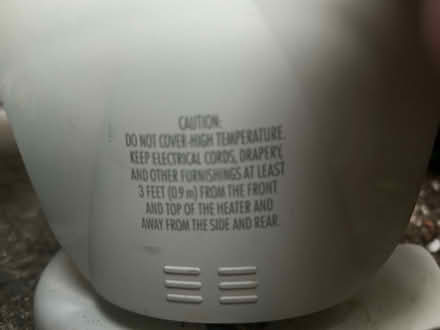 CAUTION:
DO NOT COVER-HIGH TEMPERATURE.
KEEP ELECTRICAL CORDS, DRAPERY,
AND OTHER FURNISHINGS AT LEAST
3 FEET (0.9 m) FROM THE FRONT
AND TOP OF THE HEATER AND
AWAY FROM THE SIDE AND REAR.